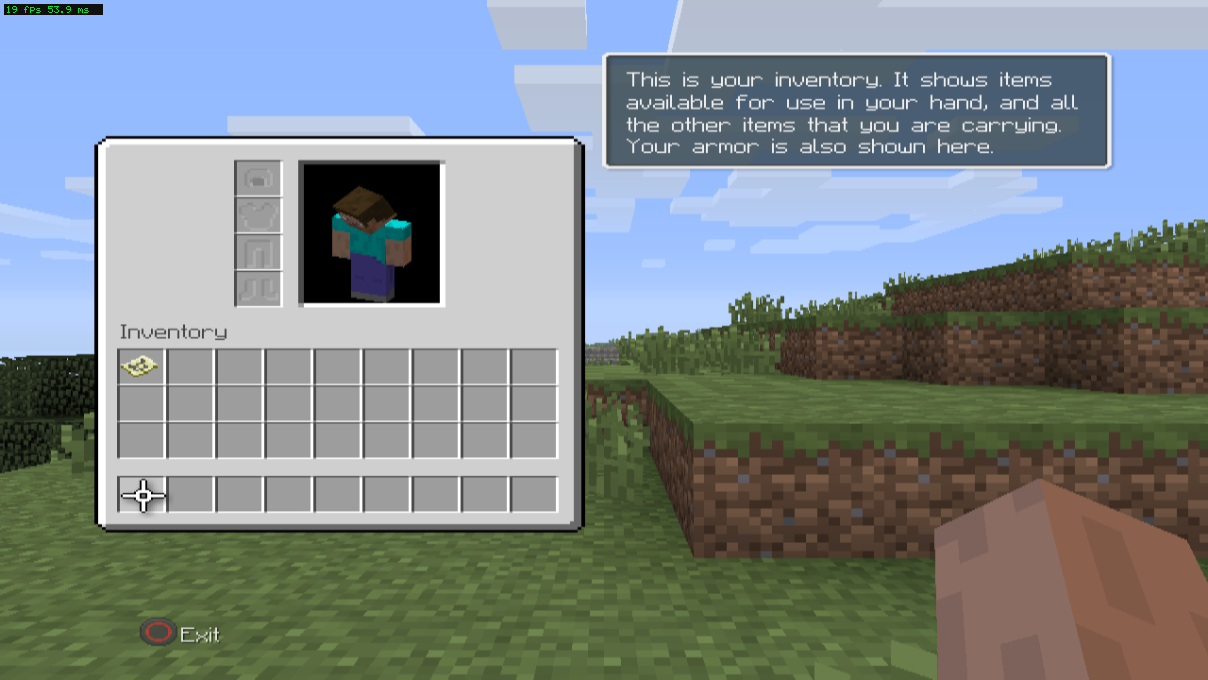 19 fps 53.9 ms
This is your inventory. It shows items
available for use in your hand, and all
the other items that you are carrying.
Your armor is also shown here.
Inventory
Exit